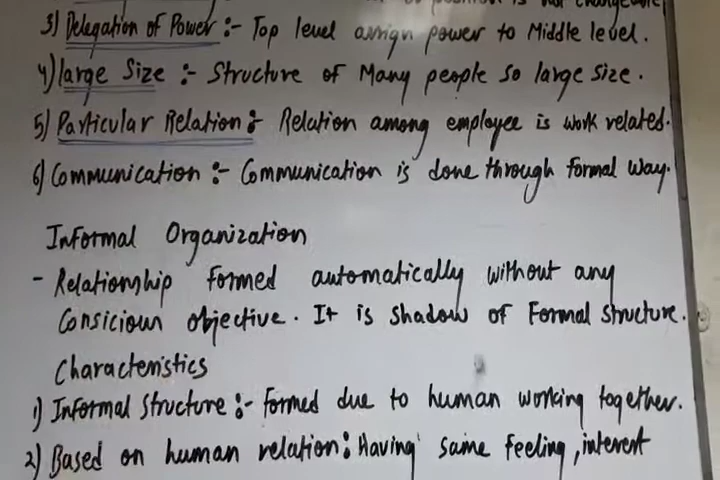 is not changeable
3) Delegation of Power :- Top level assign power to Middle level.
4) large Size :- Structure of Many people so large size.
5) Particular Relation :- Relation among employee is work related.
6) Communication :- Communication is done through formal way.
Informal Organization
- Relationship formed automatically without any
Consicious objective. It is shadow of Formal structure.
Characteristics
1) Informal Structure :- Formed due to human working together.
2) Based on human relation: Having same feeling, interest